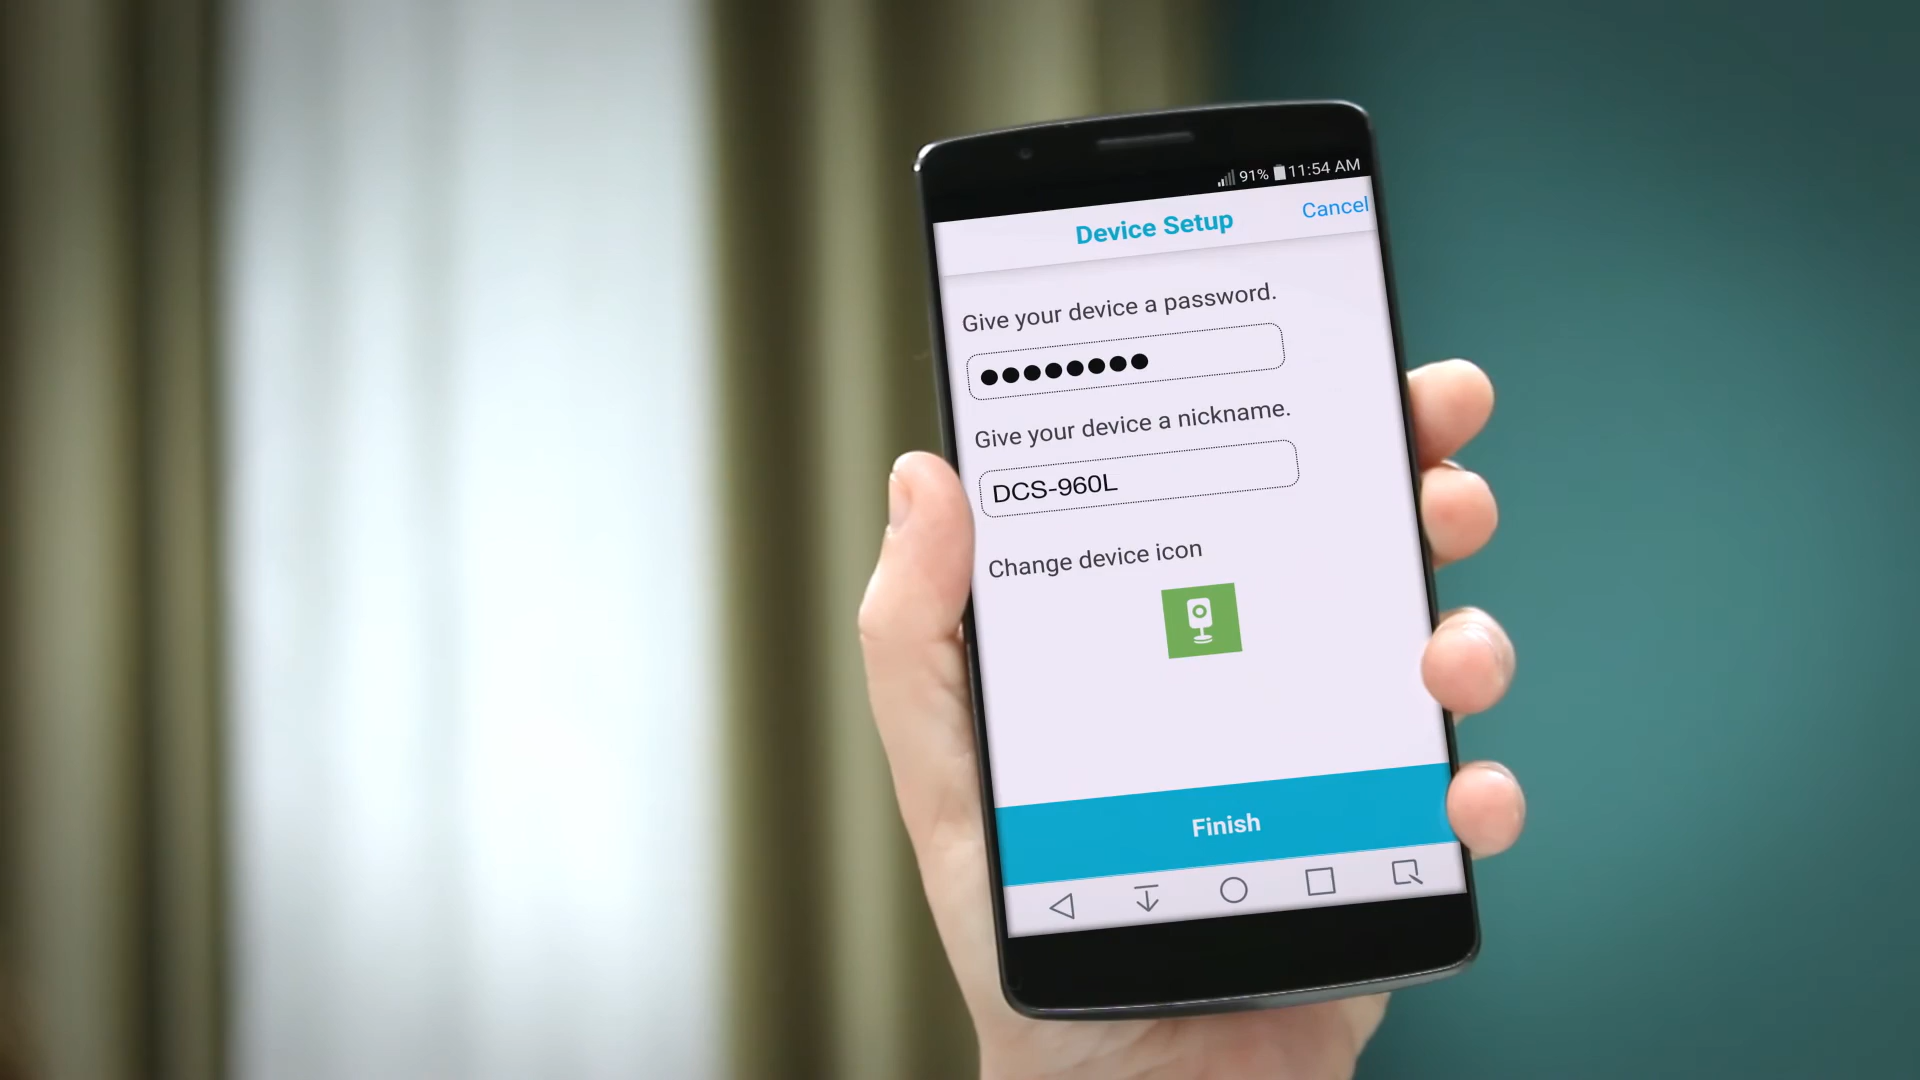 91% 11:54 AM
Device Setup
Cancel
Give your device a password.
●●●●●●●●
Give your device a nickname.
DCS-960L
Change device icon
Finish